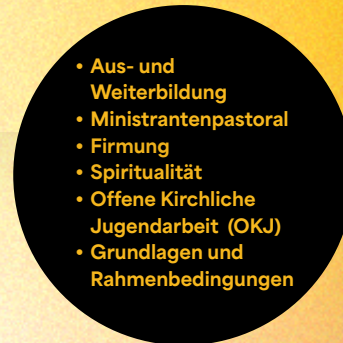 • Aus- und
Weiterbildung
• Ministrantenpastoral
• Firmung
• Spiritualität
• Offene Kirchliche
Jugendarbeit (OKJ)
• Grundlagen und
Rahmenbedingungen